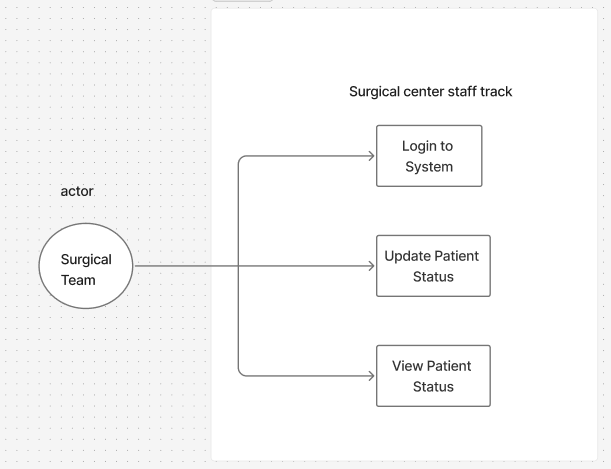 Surgical center staff track
Login to
System
actor
Surgical
Team
Update Patient
Status
View Patient
Status